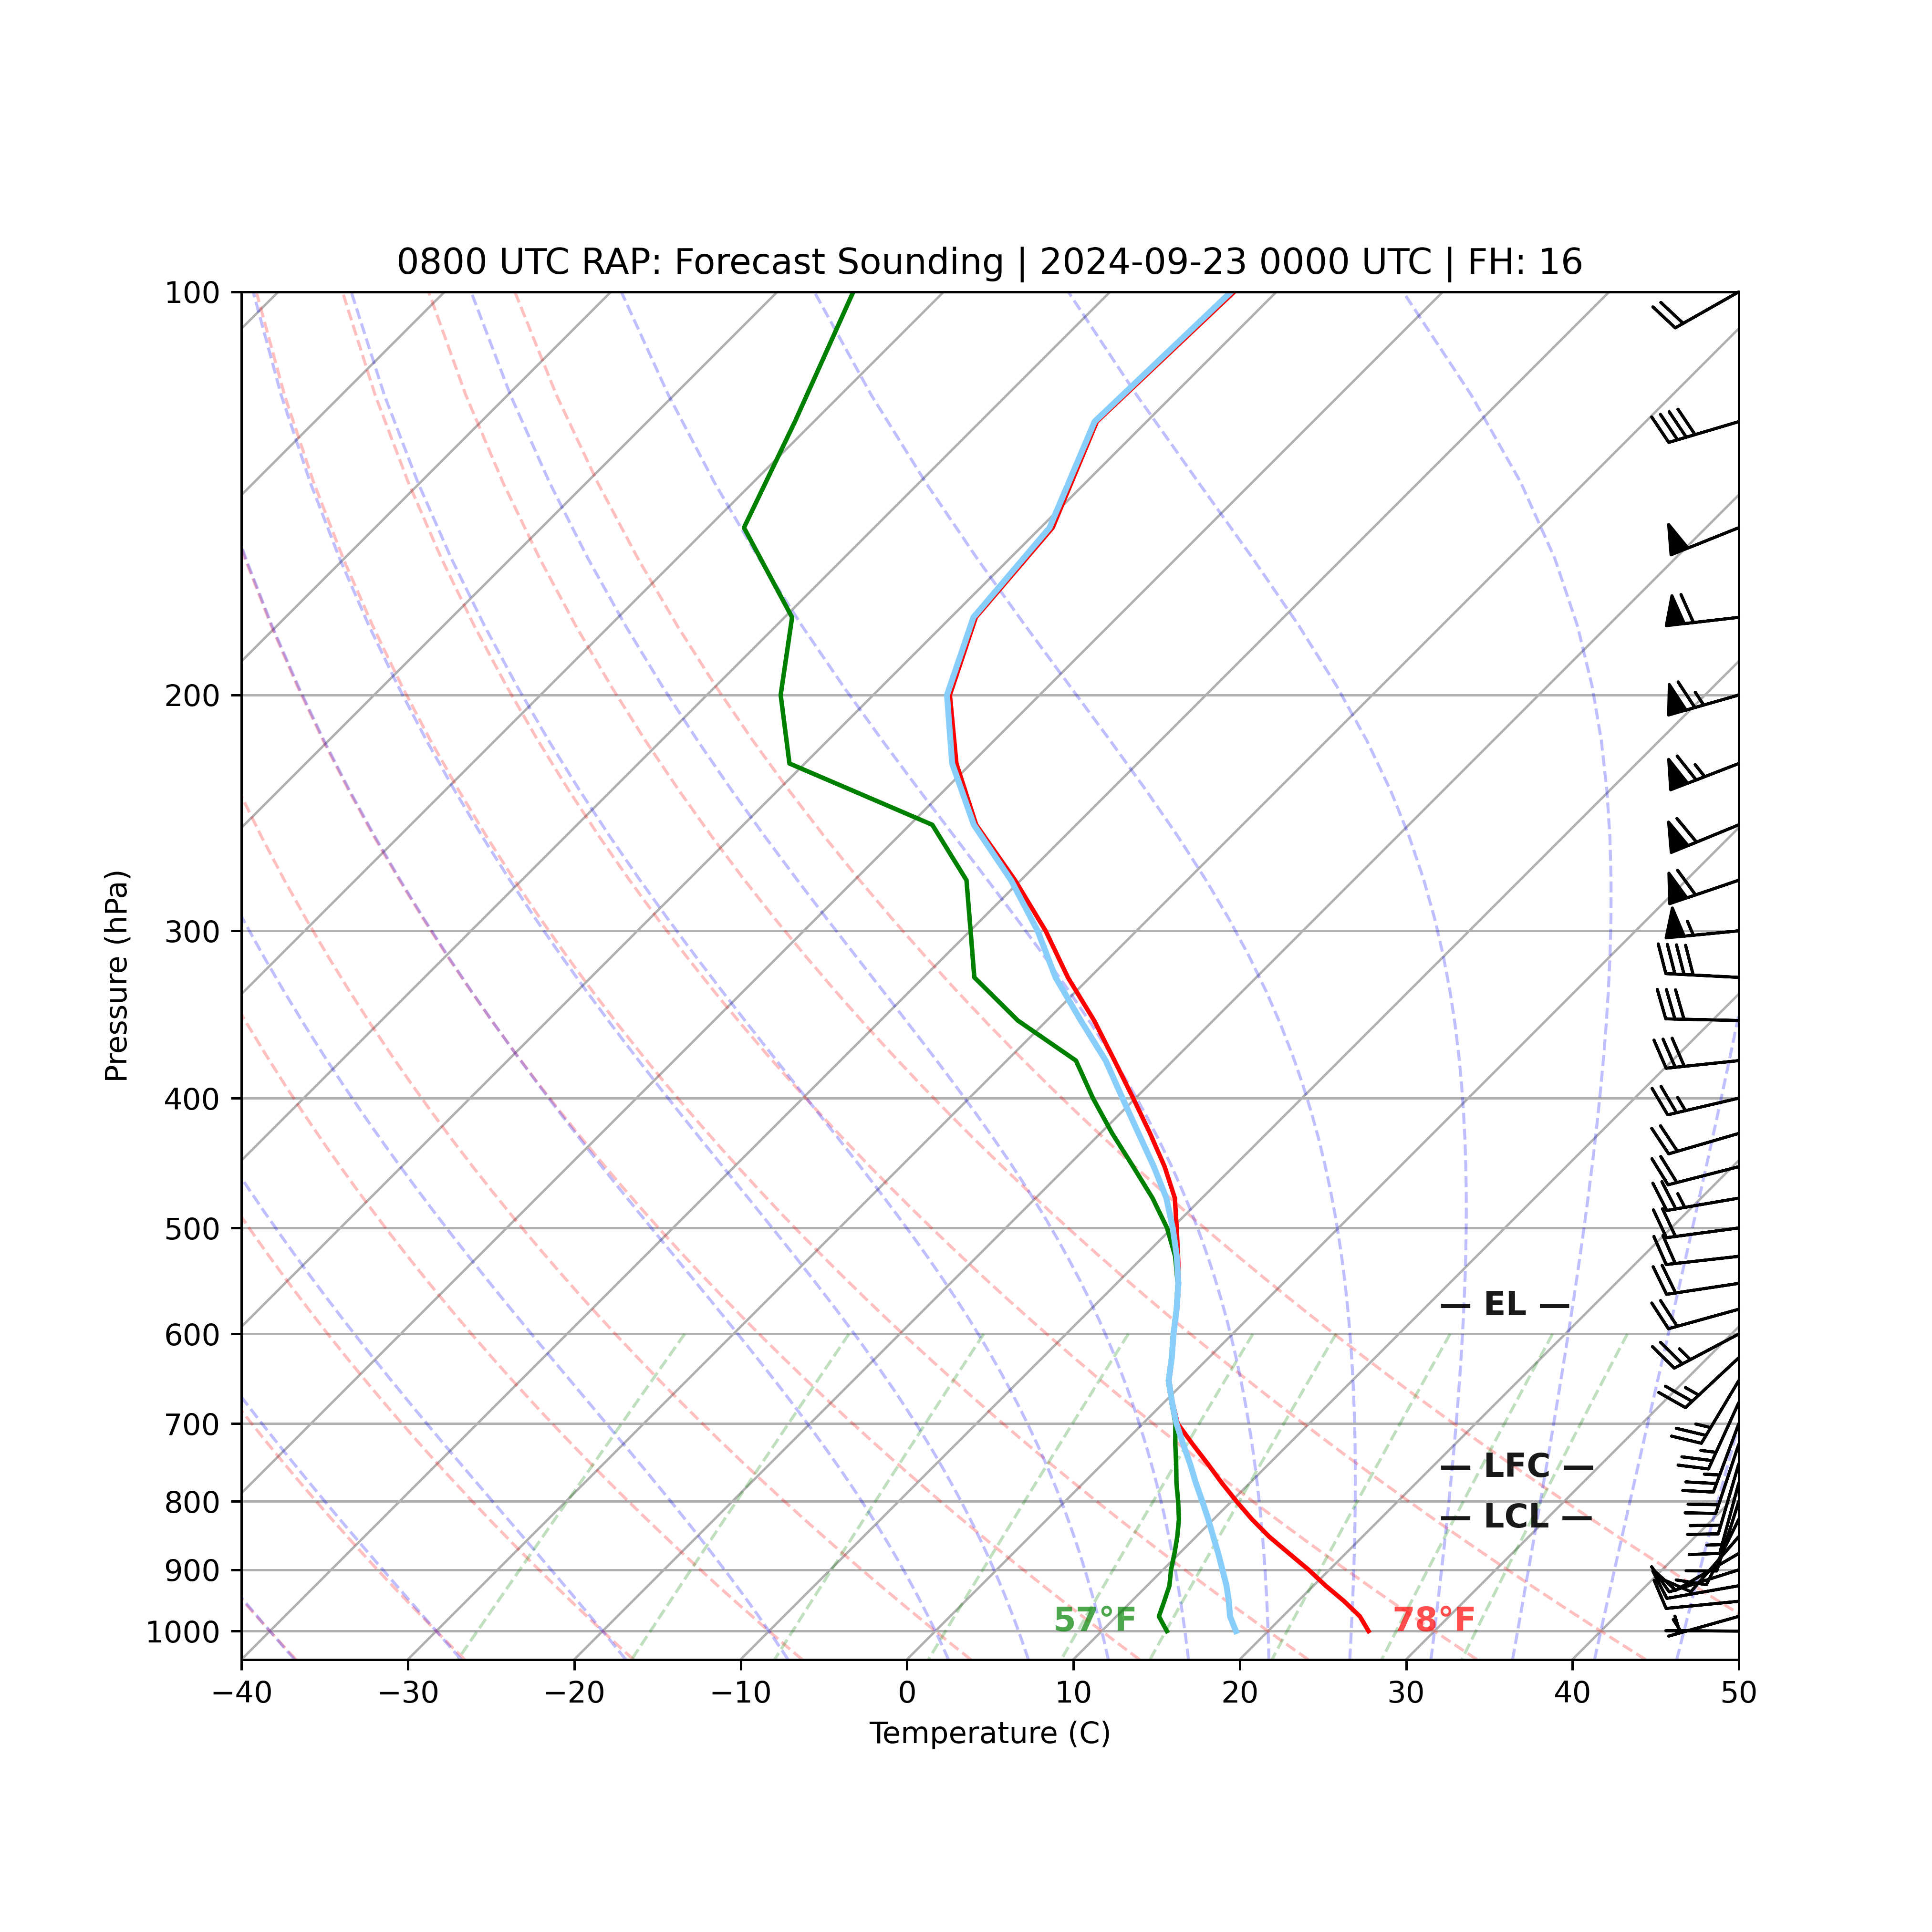 0800 UTC RAP: Forecast Sounding | 2024-09-23 0000 UTC | FH: 16
100
200
300
400
500
600
700
800
900
1000
Pressure (hPa)
— EL —
— LFC —
— LCL —
57°F
78°F
−40 −30 −20 −10 0 10 20 30 40 50
Temperature (C)